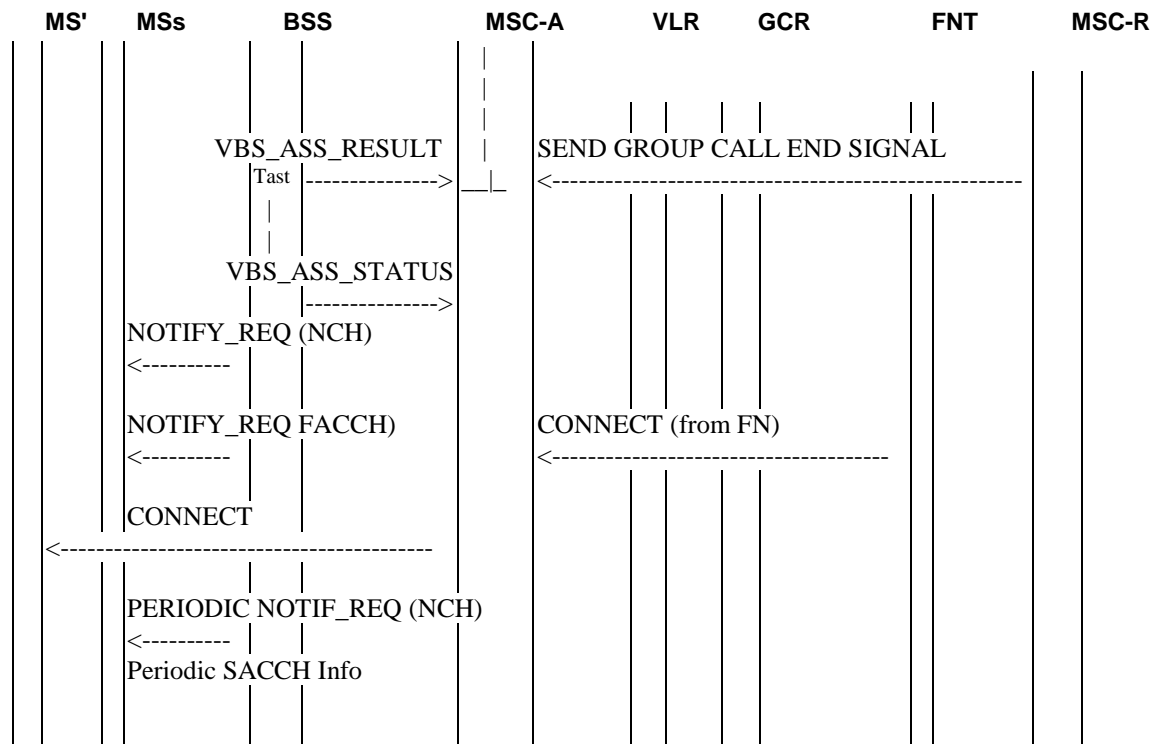 MS' MSs BSS MSC-A VLR GCR FNT MSC-R
VBS_ASS_RESULT SEND GROUP CALL END SIGNAL
Tast
VBS_ASS_STATUS
NOTIFY_REQ (NCH)
NOTIFY_REQ FACCH) CONNECT (from FN)
CONNECT
PERIODIC NOTIF_REQ (NCH)
Periodic SACCH Info